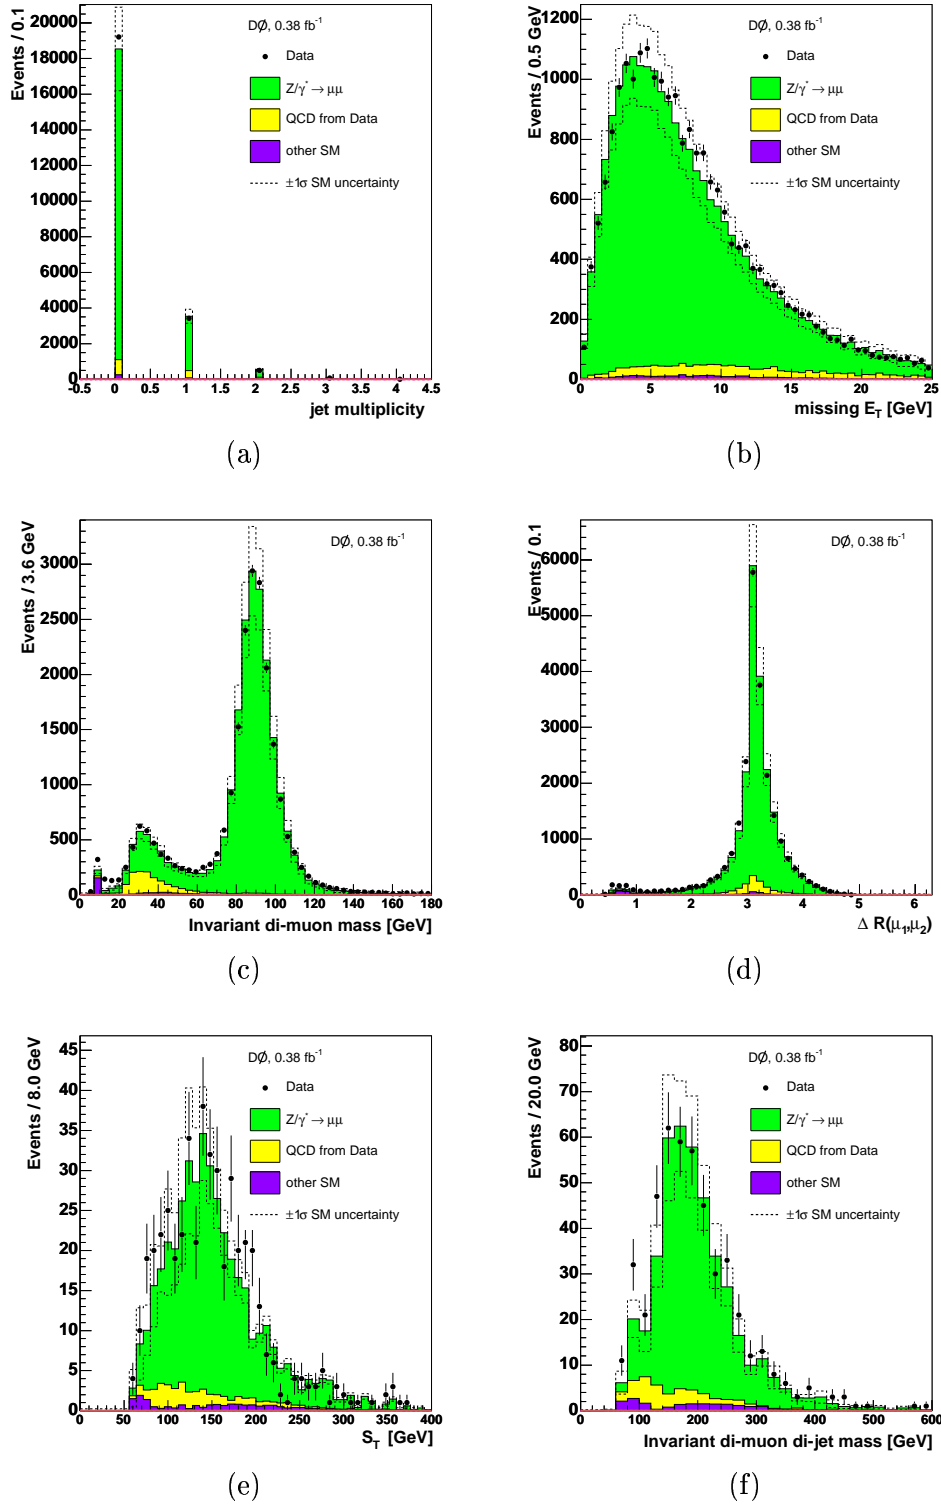 Events / 0.1
20000
18000
16000
14000
12000
10000
8000
6000
4000
2000
0
-0.5 0 0.5 1 1.5 2 2.5 3 3.5 4 4.5
jet multiplicity
DØ, 0.38 fb⁻¹
Data
Z/γ* → μμ
QCD from Data
other SM
±1σ SM uncertainty
(a)
Events / 0.5 GeV
1200
1000
800
600
400
200
0
0 5 10 15 20 25
missing E_T [GeV]
DØ, 0.38 fb⁻¹
Data
Z/γ* → μμ
QCD from Data
other SM
±1σ SM uncertainty
(b)
Events / 3.6 GeV
3000
2500
2000
1500
1000
500
0
0 20 40 60 80 100 120 140 160 180
Invariant di-muon mass [GeV]
DØ, 0.38 fb⁻¹
(c)
Events / 0.1
6000
5000
4000
3000
2000
1000
0
0 1 2 3 4 5 6
Δ R(μ₁,μ₂)
DØ, 0.38 fb⁻¹
(d)
Events / 8.0 GeV
45
40
35
30
25
20
15
10
5
0
0 50 100 150 200 250 300 350 400
S_T [GeV]
DØ, 0.38 fb⁻¹
Data
Z/γ* → μμ
QCD from Data
other SM
±1σ SM uncertainty
(e)
Events / 20.0 GeV
80
70
60
50
40
30
20
10
0
0 100 200 300 400 500 600
Invariant di-muon di-jet mass [GeV]
DØ, 0.38 fb⁻¹
Data
Z/γ* → μμ
QCD from Data
other SM
±1σ SM uncertainty
(f)